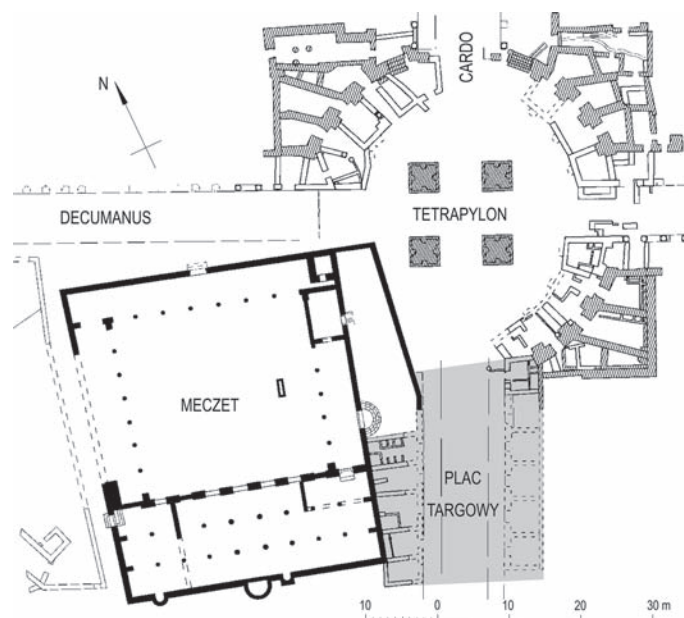 CARDO
N
DECUMANUS
TETRAPYLON
MECZET
PLAC
TARGOWY
10 0 10 20 30 m